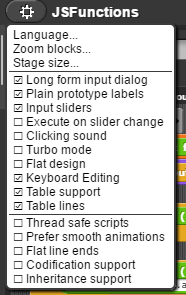 JSFunctions
Language...
Zoom blocks...
Stage size...
Long form input dialog
Plain prototype labels
Input sliders
Execute on slider change
Clicking sound
Turbo mode
Flat design
Keyboard Editing
Table support
Table lines
Thread safe scripts
Prefer smooth animations
Flat line ends
Codification support
Inheritance support